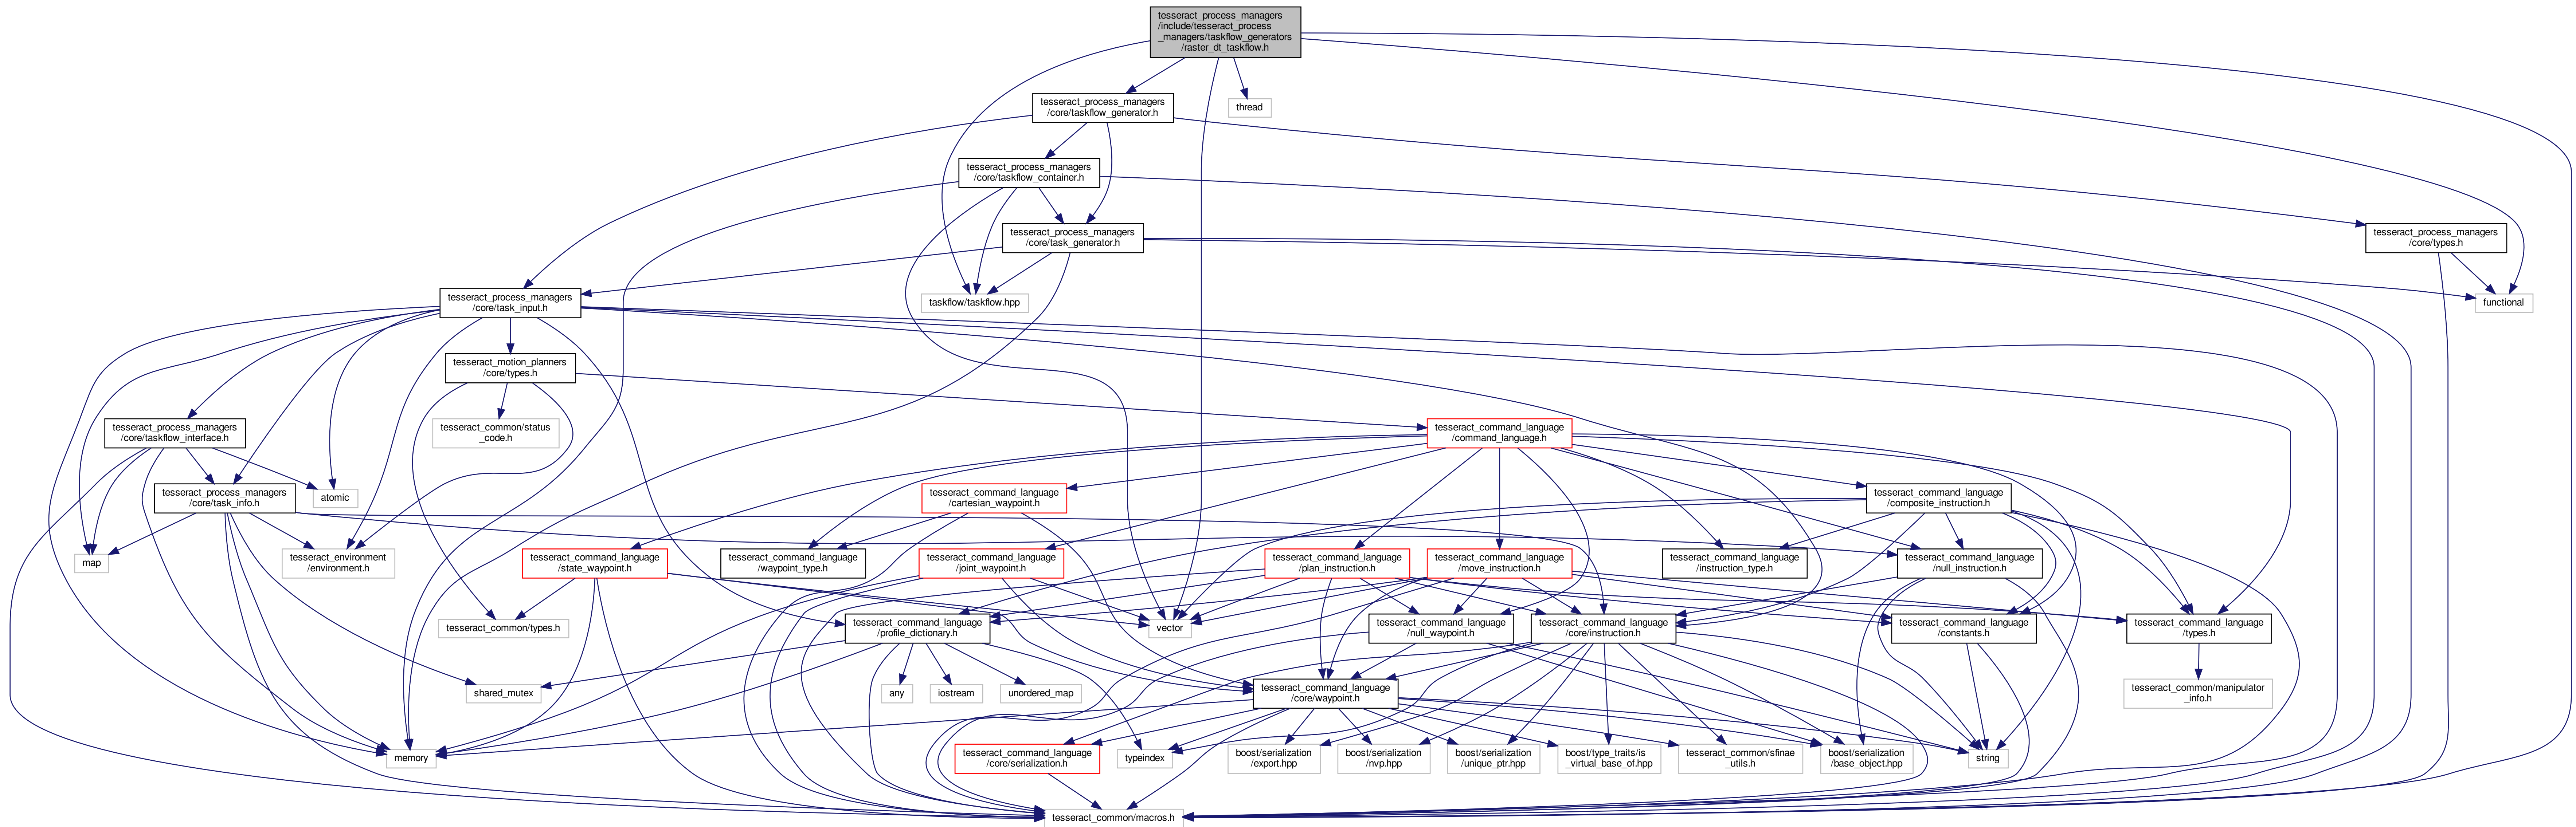 tesseract_process_managers
/include/tesseract_process
_managers/taskflow_generators
/raster_dt_taskflow.h
tesseract_process_managers
/core/taskflow_generator.h
thread
tesseract_process_managers
/core/taskflow_container.h
tesseract_process_managers
/core/task_generator.h
tesseract_process_managers
/core/types.h
tesseract_process_managers
/core/task_input.h
taskflow/taskflow.hpp
functional
tesseract_motion_planners
/core/types.h
tesseract_process_managers
/core/taskflow_interface.h
tesseract_common/status
_code.h
tesseract_command_language
/command_language.h
tesseract_process_managers
/core/task_info.h
atomic
tesseract_command_language
/cartesian_waypoint.h
tesseract_command_language
/composite_instruction.h
map
tesseract_environment
/environment.h
tesseract_command_language
/state_waypoint.h
tesseract_command_language
/waypoint_type.h
tesseract_command_language
/joint_waypoint.h
tesseract_command_language
/plan_instruction.h
tesseract_command_language
/move_instruction.h
tesseract_command_language
/instruction_type.h
tesseract_command_language
/null_instruction.h
tesseract_common/types.h
tesseract_command_language
/profile_dictionary.h
vector
tesseract_command_language
/null_waypoint.h
tesseract_command_language
/core/instruction.h
tesseract_command_language
/constants.h
tesseract_command_language
/types.h
shared_mutex
any
iostream
unordered_map
tesseract_command_language
/core/waypoint.h
tesseract_common/manipulator
_info.h
memory
tesseract_command_language
/core/serialization.h
typeindex
boost/serialization
/export.hpp
boost/serialization
/nvp.hpp
boost/serialization
/unique_ptr.hpp
boost/type_traits/is
_virtual_base_of.hpp
tesseract_common/sfinae
_utils.h
boost/serialization
/base_object.hpp
string
tesseract_common/macros.h